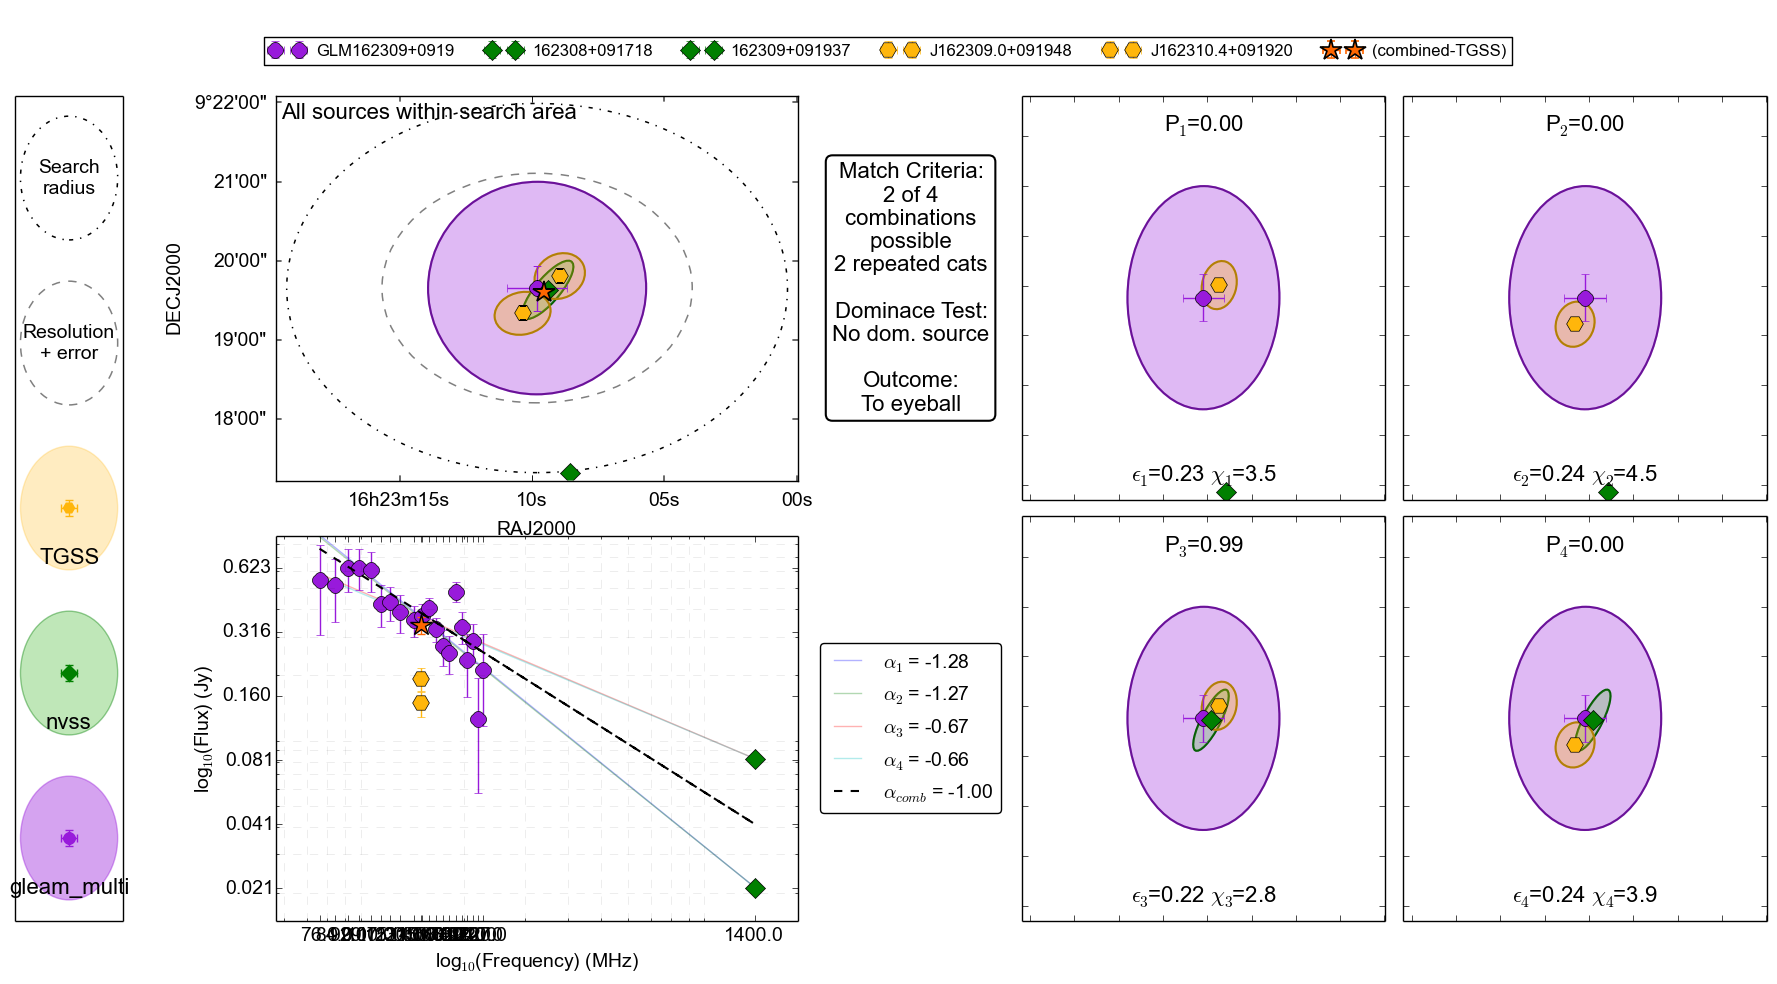 GLM162309+0919 162308+091718 162309+091937 J162309.0+091948 J162310.4+091920 (combined-TGSS)
Search
radius
Resolution
+ error
TGSS
nvss
gleam_multi
All sources within search area
DECJ2000
9°22'00"
21'00"
20'00"
19'00"
18'00"
16h23m15s 10s 05s 00s
RAJ2000
Match Criteria:
2 of 4
combinations
possible
2 repeated cats
Dominace Test:
No dom. source
Outcome:
To eyeball
P1=0.00
ϵ1=0.23 χ1=3.5
P2=0.00
ϵ2=0.24 χ2=4.5
log10(Flux) (Jy)
0.623
0.316
0.160
0.081
0.041
0.021
1400.0
log10(Frequency) (MHz)
α1 = -1.28
α2 = -1.27
α3 = -0.67
α4 = -0.66
αcomb = -1.00
P3=0.99
ϵ3=0.22 χ3=2.8
P4=0.00
ϵ4=0.24 χ4=3.9